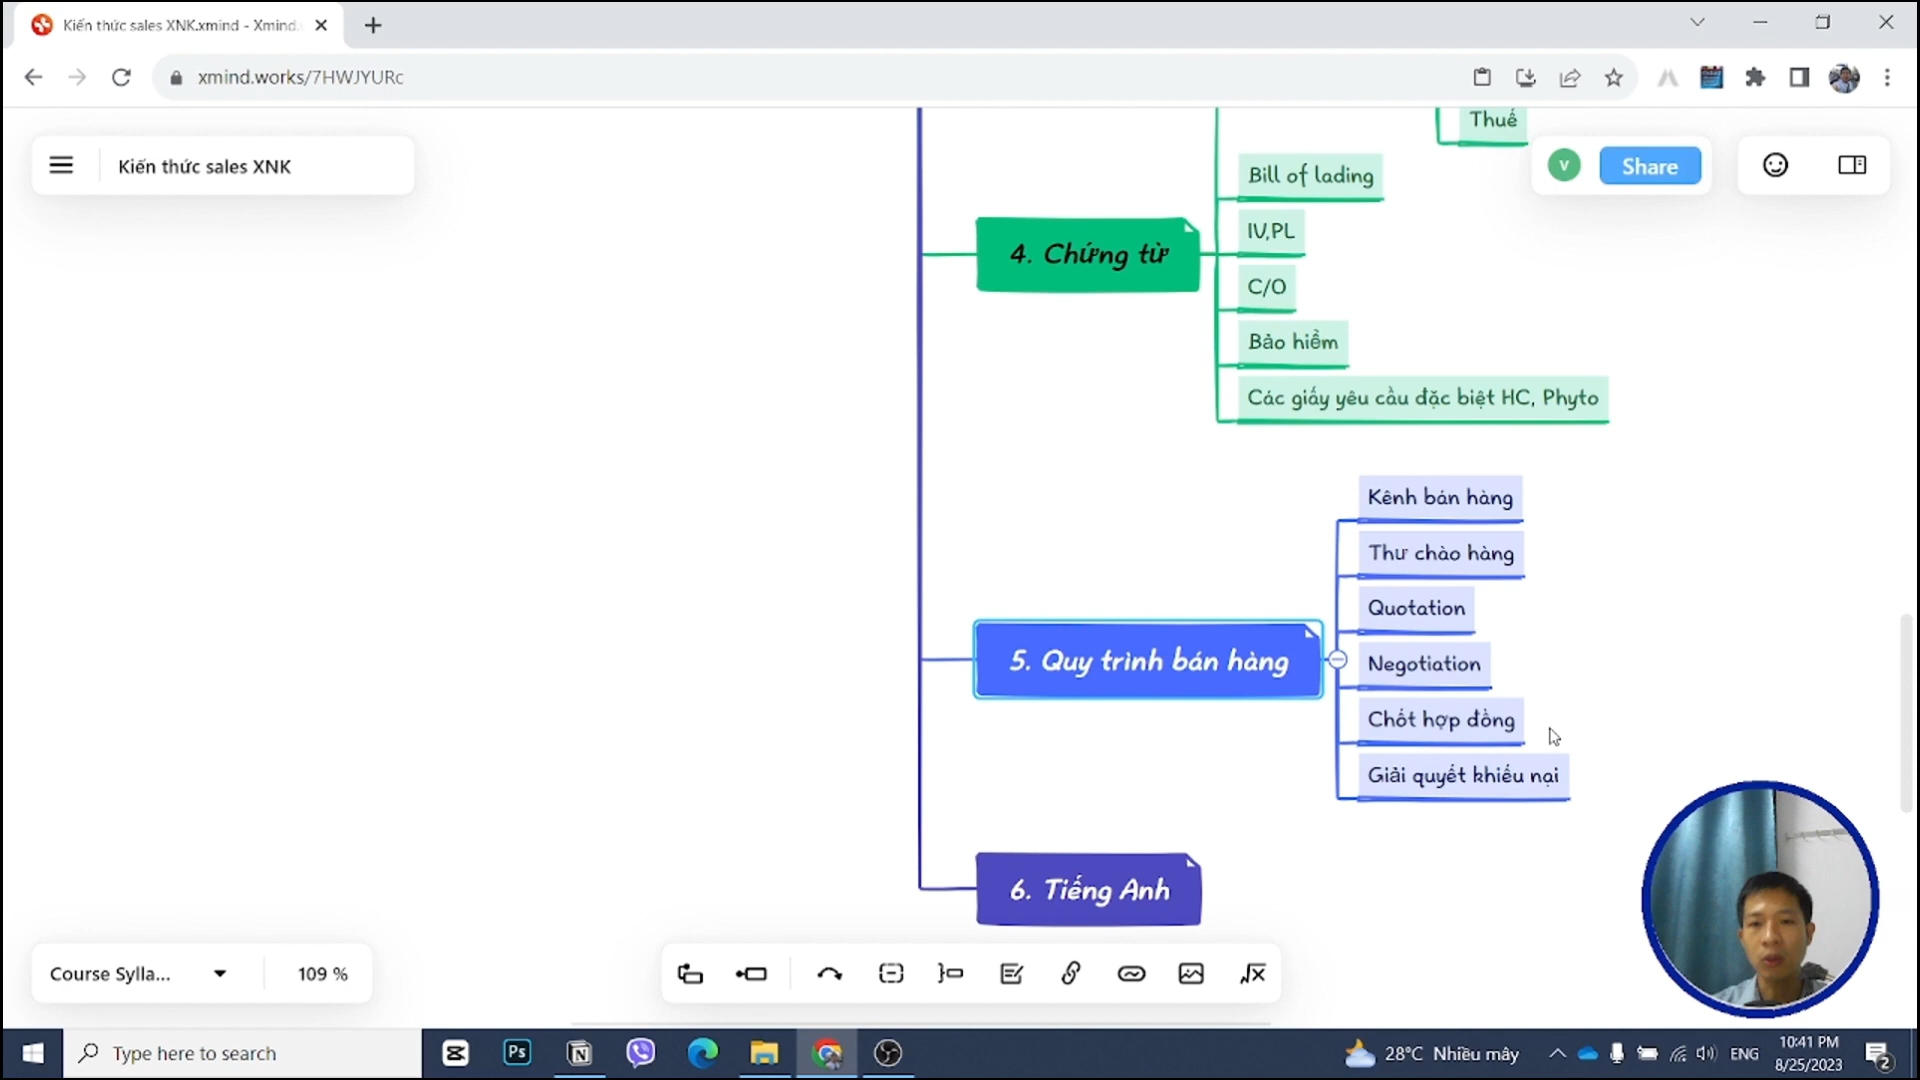 Kiến thức sales XNK.xmind - Xmind.
xmind.works/7HWJYURc
Kiến thức sales XNK
V
Share
Thuế
Bill of lading
IV,PL
4. Chứng từ
C/O
Bảo hiểm
Các giấy yêu cầu đặc biệt HC, Phyto
Kênh bán hàng
Thư chào hàng
Quotation
5. Quy trình bán hàng
Negotiation
Chốt hợp đồng
Giải quyết khiếu nại
6. Tiếng Anh
Course Sylla...
109 %
Type here to search
Ps
28°C Nhiều mây
ENG
10:41 PM
8/25/2023
2